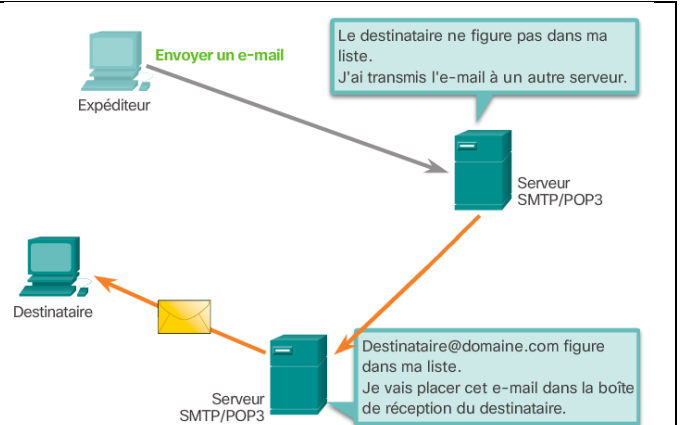 Le destinataire ne figure pas dans ma
liste.
J'ai transmis l'e-mail à un autre serveur.
Envoyer un e-mail
Expéditeur
Serveur
SMTP/POP3
Destinataire
Destinataire@domaine.com figure
dans ma liste.
Je vais placer cet e-mail dans la boîte
de réception du destinataire.
Serveur
SMTP/POP3